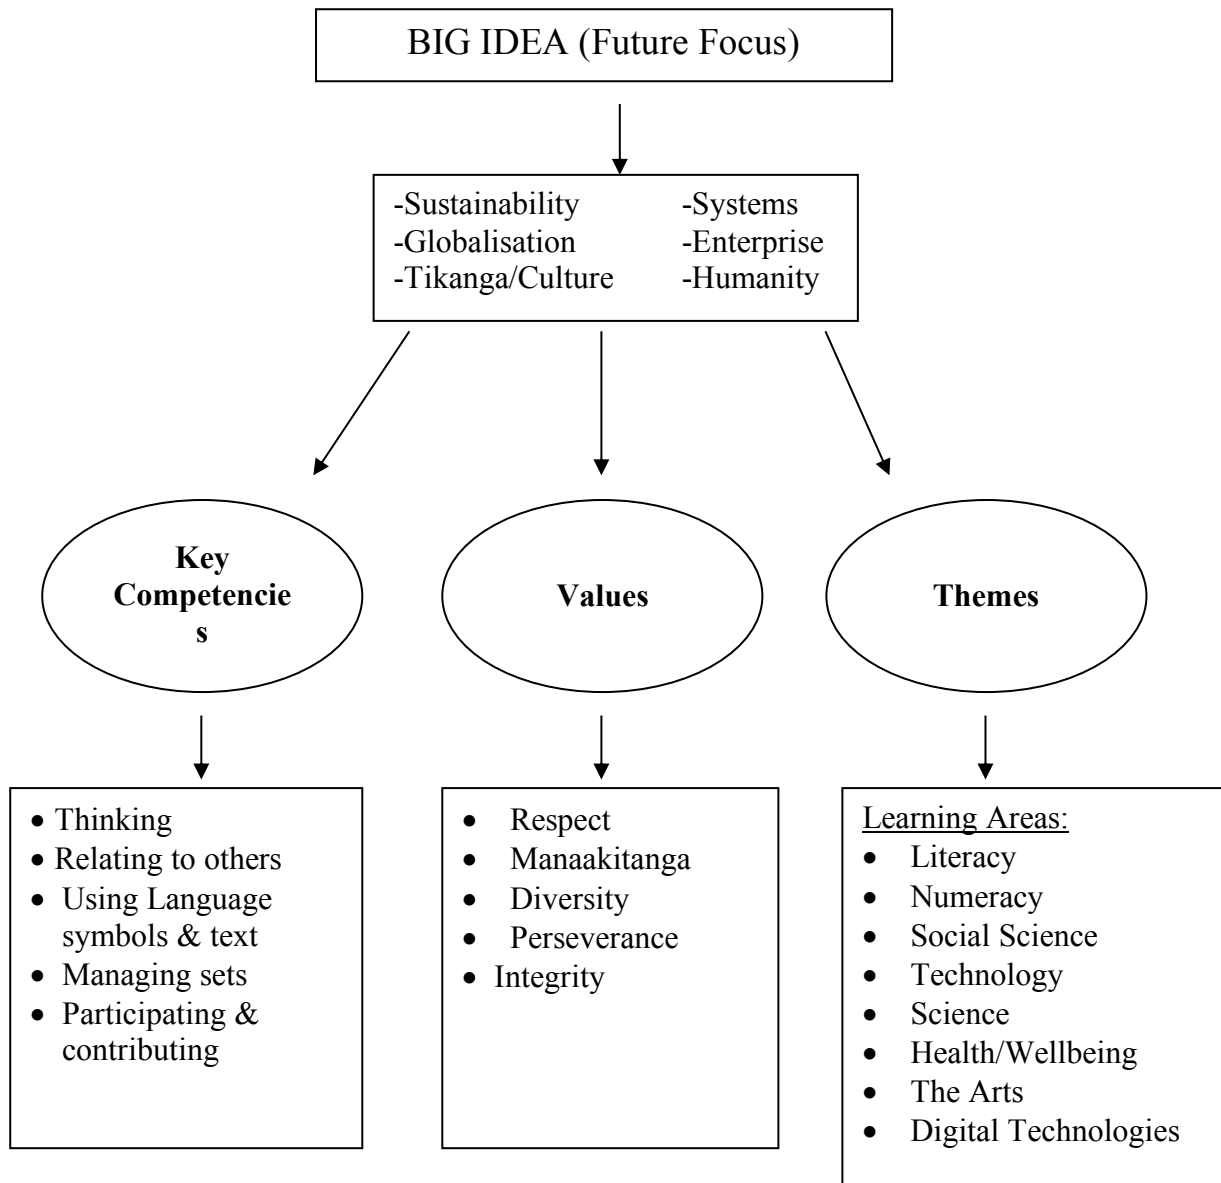 BIG IDEA (Future Focus)
-Sustainability -Systems
-Globalisation -Enterprise
-Tikanga/Culture -Humanity
Key
Competencie
s
Values
Themes
• Thinking
• Relating to others
• Using Language
symbols & text
• Managing sets
• Participating &
contributing
• Respect
• Manaakitanga
• Diversity
• Perseverance
• Integrity
Learning Areas:
• Literacy
• Numeracy
• Social Science
• Technology
• Science
• Health/Wellbeing
• The Arts
• Digital Technologies